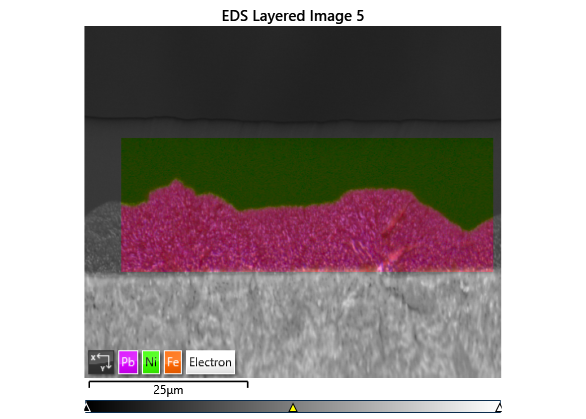 EDS Layered Image 5
Pb Ni Fe Electron
25μm